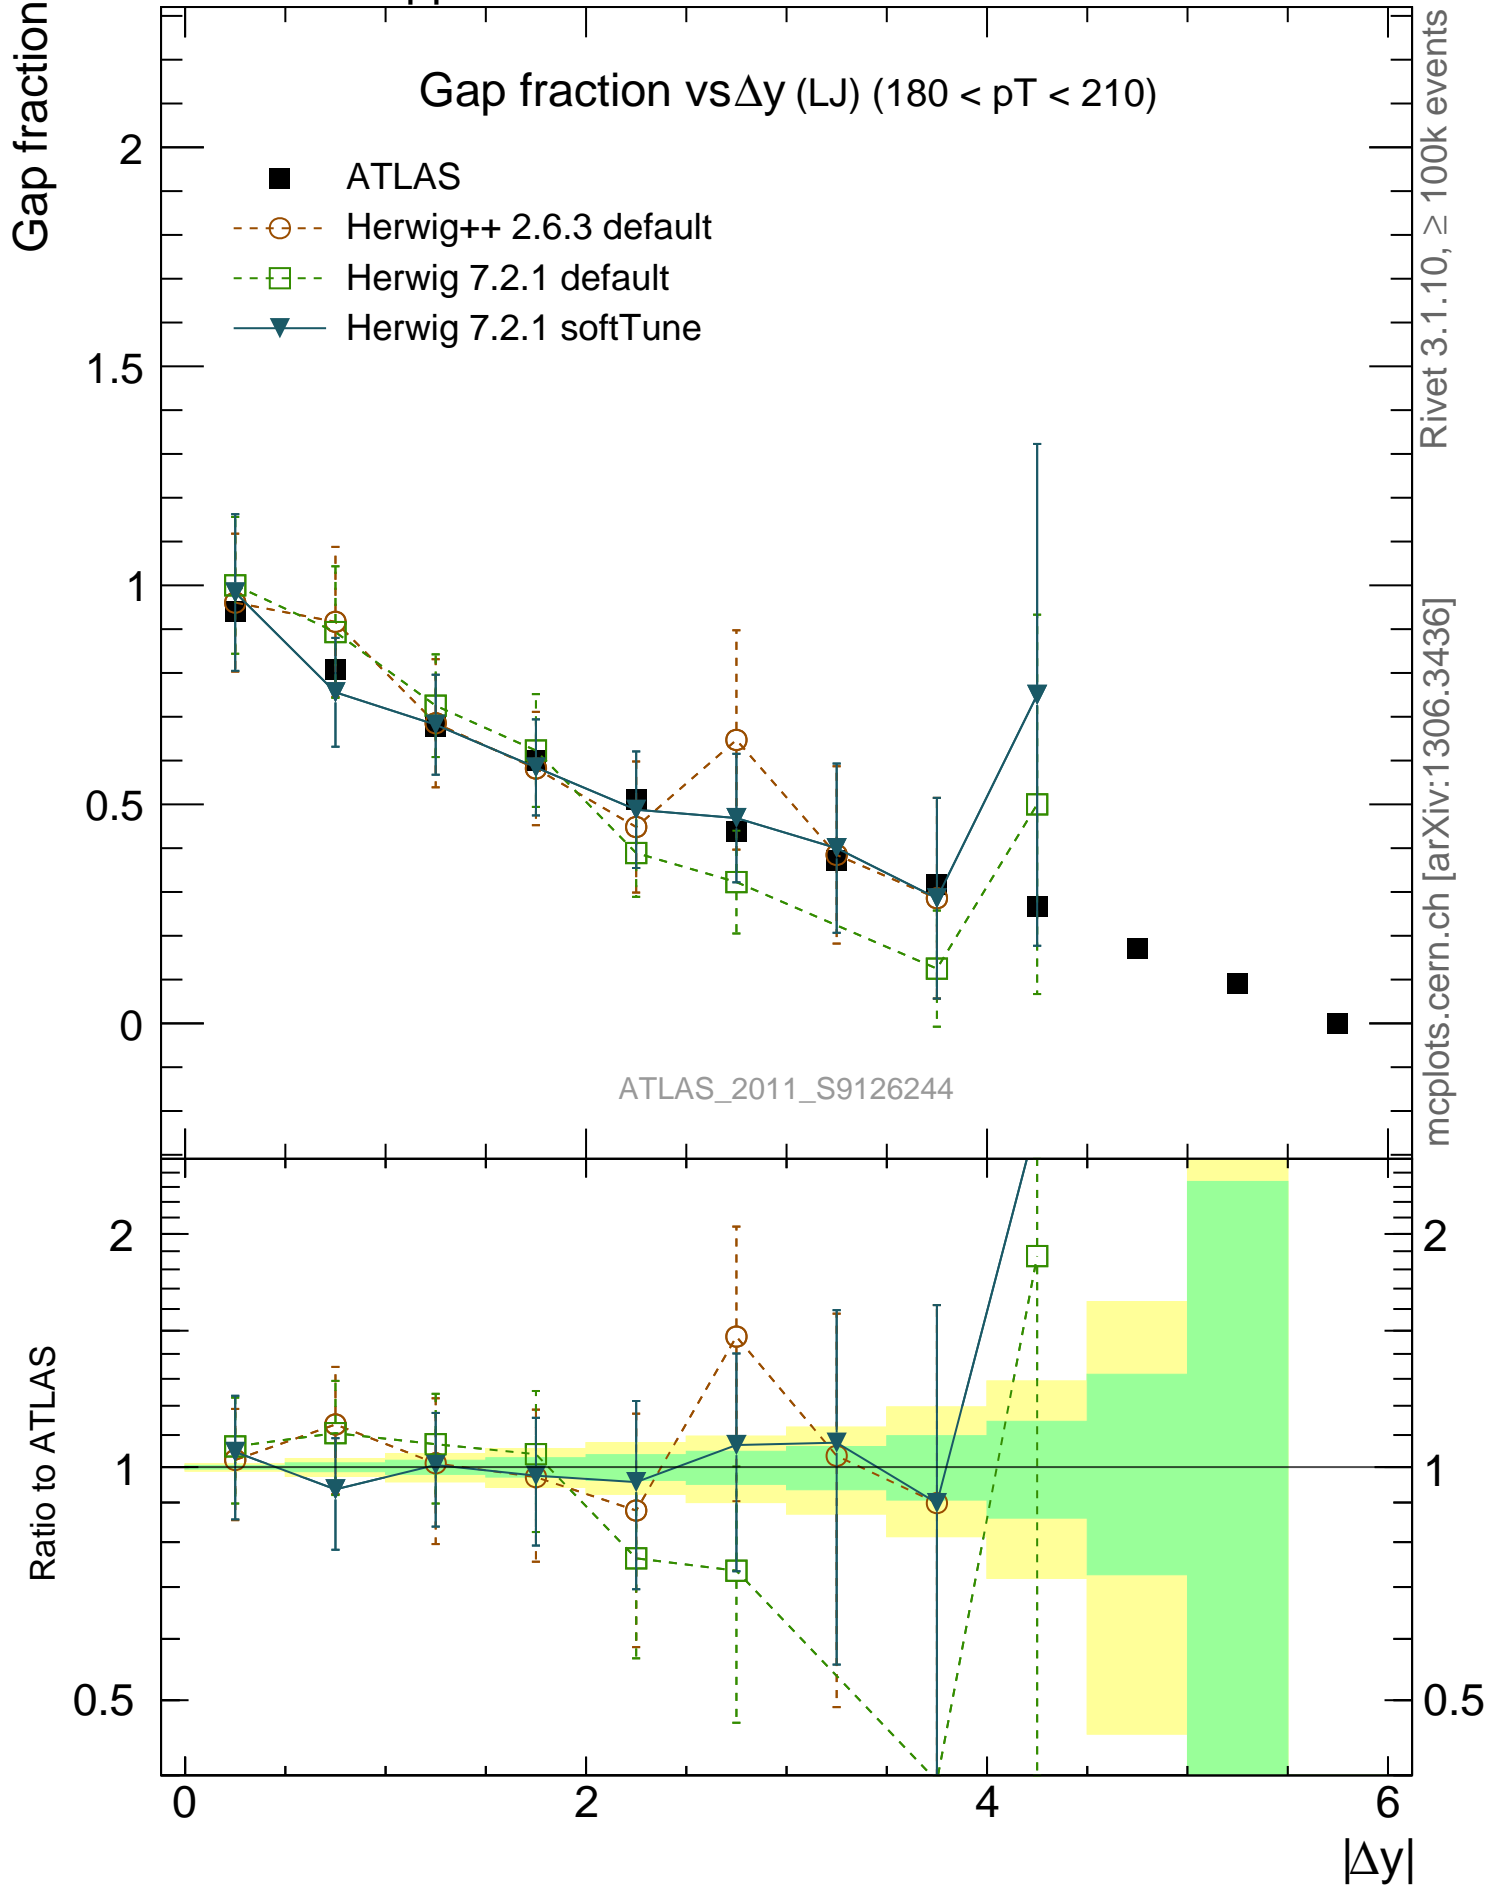 Gap fraction
Gap fraction vsΔy (LJ) (180 < pT < 210)
ATLAS
Herwig++ 2.6.3 default
Herwig 7.2.1 default
Herwig 7.2.1 softTune
2
1.5
1
0.5
0
ATLAS_2011_S9126244
Rivet 3.1.10, ≥ 100k events
mcplots.cern.ch [arXiv:1306.3436]
Ratio to ATLAS
2
1
0.5
2
1
0.5
0
2
4
6
|Δy|